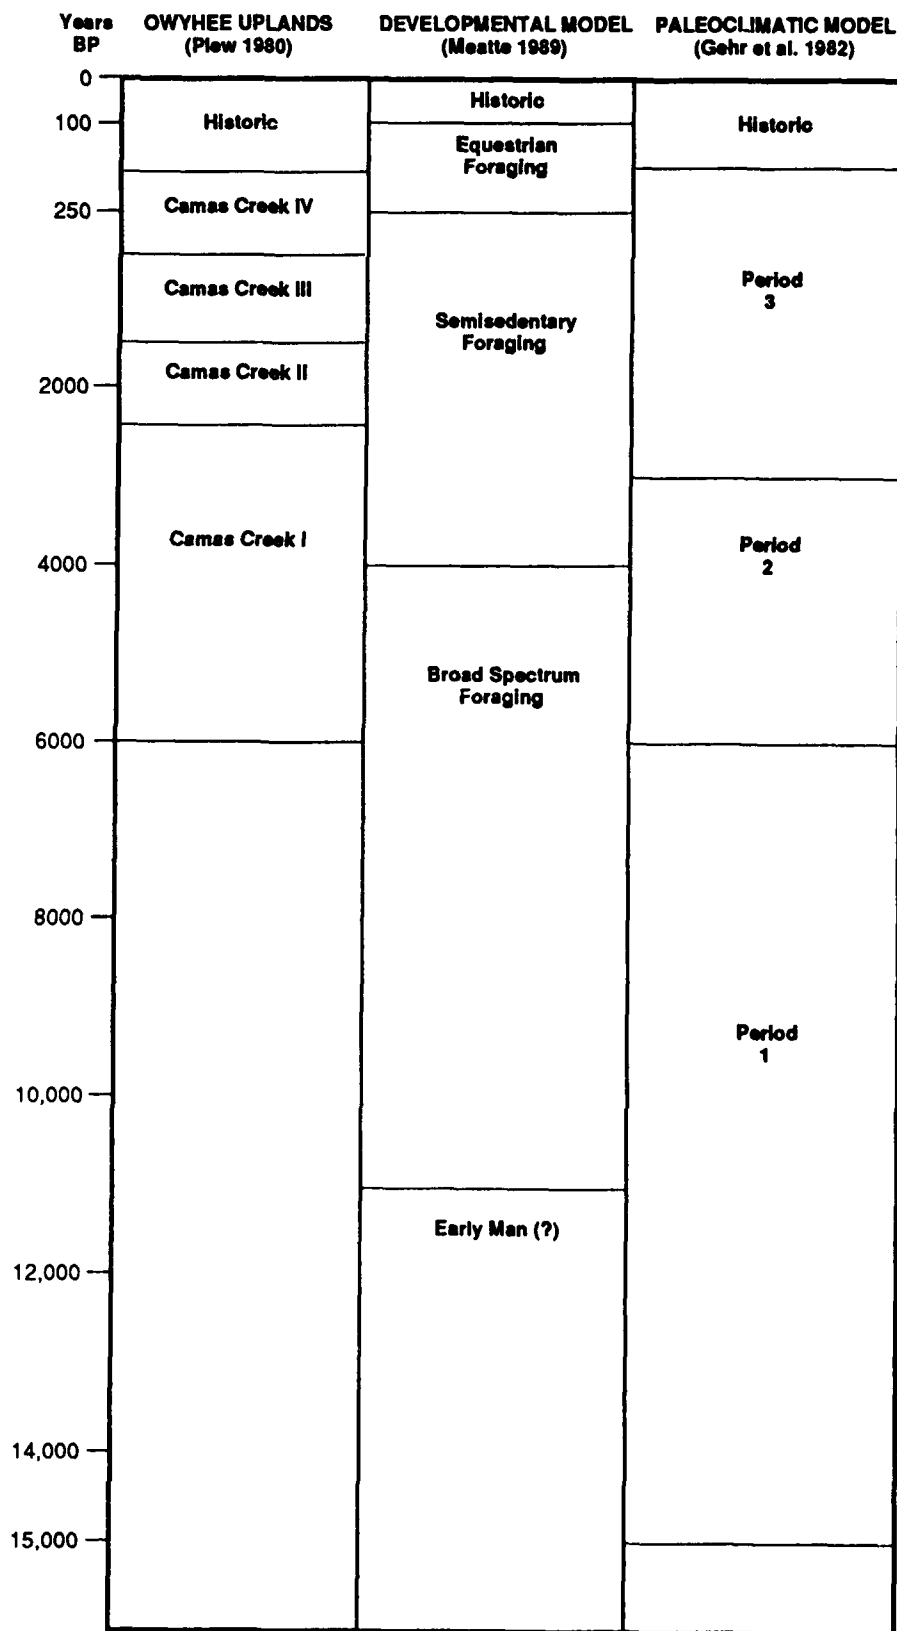 Years
BP
OWYHEE UPLANDS
(Plew 1980)
DEVELOPMENTAL MODEL
(Meatte 1989)
PALEOCLIMATIC MODEL
(Gehr et al. 1982)
0
100
250
2000
4000
6000
8000
10,000
12,000
14,000
15,000
Historic
Camas Creek IV
Camas Creek III
Camas Creek II
Camas Creek I
Historic
Equestrian
Foraging
Semisedentary
Foraging
Broad Spectrum
Foraging
Early Man (?)
Historic
Period
3
Period
2
Period
1